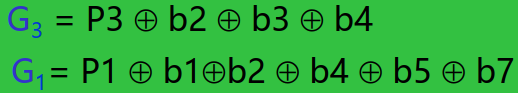 G₃ = P3 ⊕ b2 ⊕ b3 ⊕ b4
G₁= P1 ⊕ b1⊕b2 ⊕ b4 ⊕ b5 ⊕ b7